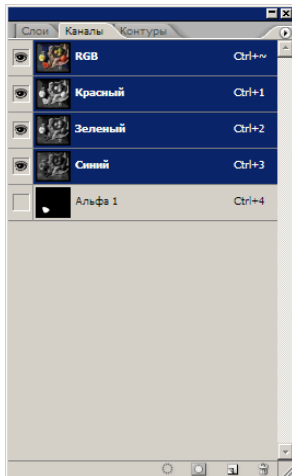 Слои Каналы Контуры
RGB Ctrl+~
Красный Ctrl+1
Зеленый Ctrl+2
Синий Ctrl+3
Альфа 1 Ctrl+4